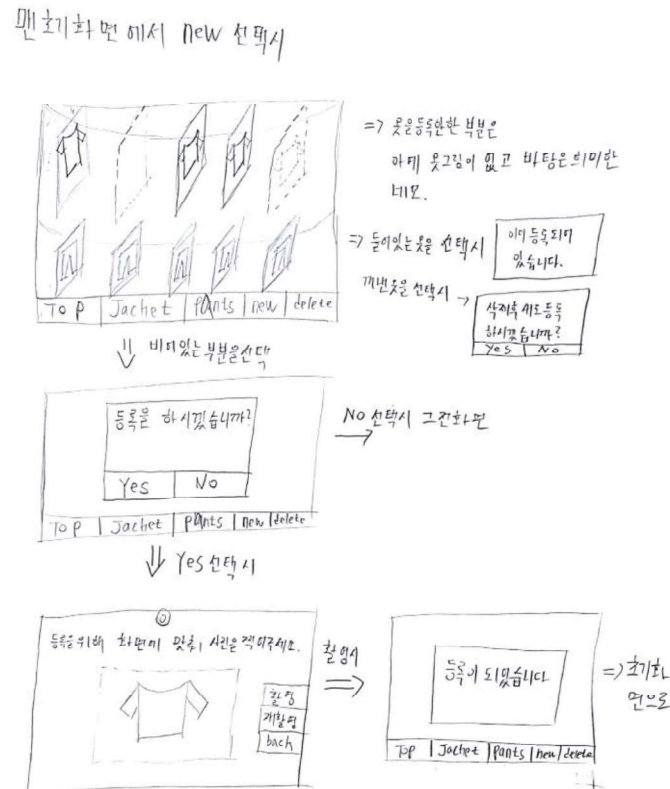 맨 초기화면에서 new 선택시
=> 옷을등록안한 부분은
아예 옷그림이 없고 바탕은 희미한
네모.
=> 들어있는옷을 선택시
이미 등록되어
있습니다.
꺼낸옷을 선택시 →
삭제후 새로등록
하시겠습니까?
Yes No
Top Jachet pants new delete
⇓ 비어있는부분을선택
등록을 하시겠습니까?
Yes No
No 선택시 그전화면
Top Jachet pants new delete
⇓ Yes 선택시
등록을위해 화면에 맞춰 사진을 찍어주세요.
촬영
재촬영
back
촬영시
등록이 되었습니다
=> 초기화
면으로
Top Jachet pants new delete